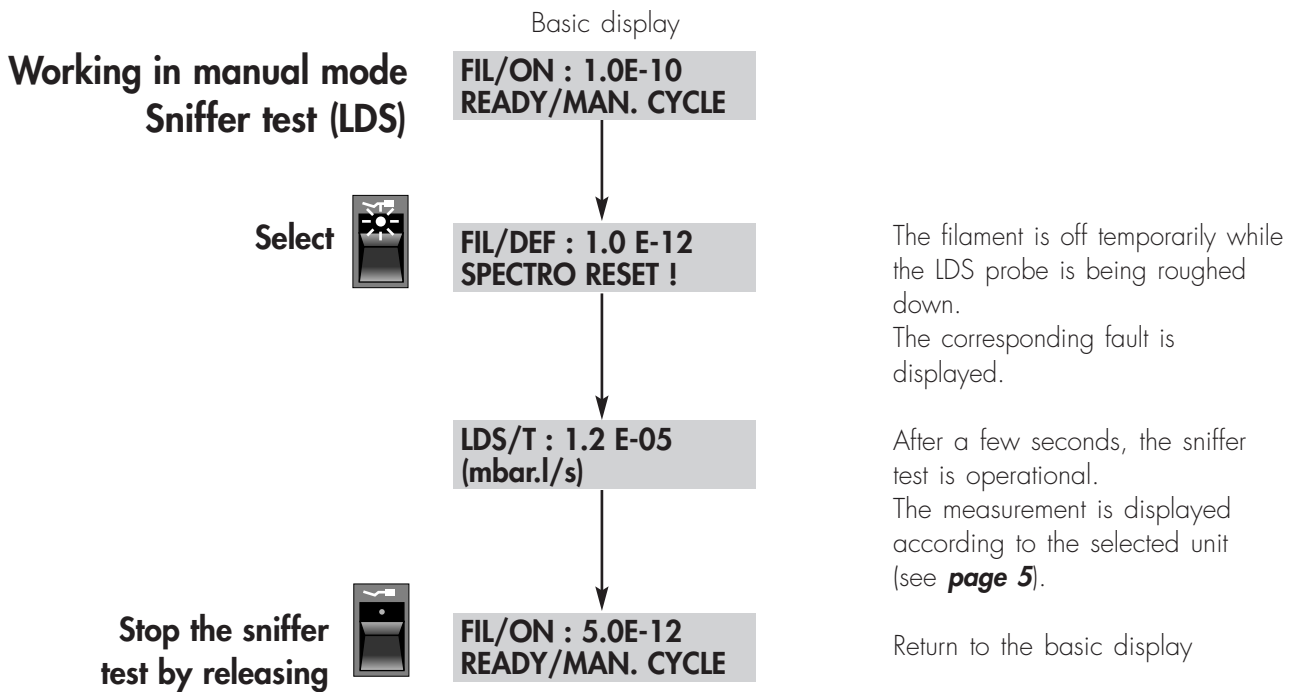 Basic display
Working in manual mode
Sniffer test (LDS)
FIL/ON : 1.0E-10
READY/MAN. CYCLE
Select
FIL/DEF : 1.0 E-12
SPECTRO RESET !
The filament is off temporarily while
the LDS probe is being roughed
down.
The corresponding fault is
displayed.
LDS/T : 1.2 E-05
(mbar.l/s)
After a few seconds, the sniffer
test is operational.
The measurement is displayed
according to the selected unit
(see page 5).
Stop the sniffer
test by releasing
FIL/ON : 5.0E-12
READY/MAN. CYCLE
Return to the basic display